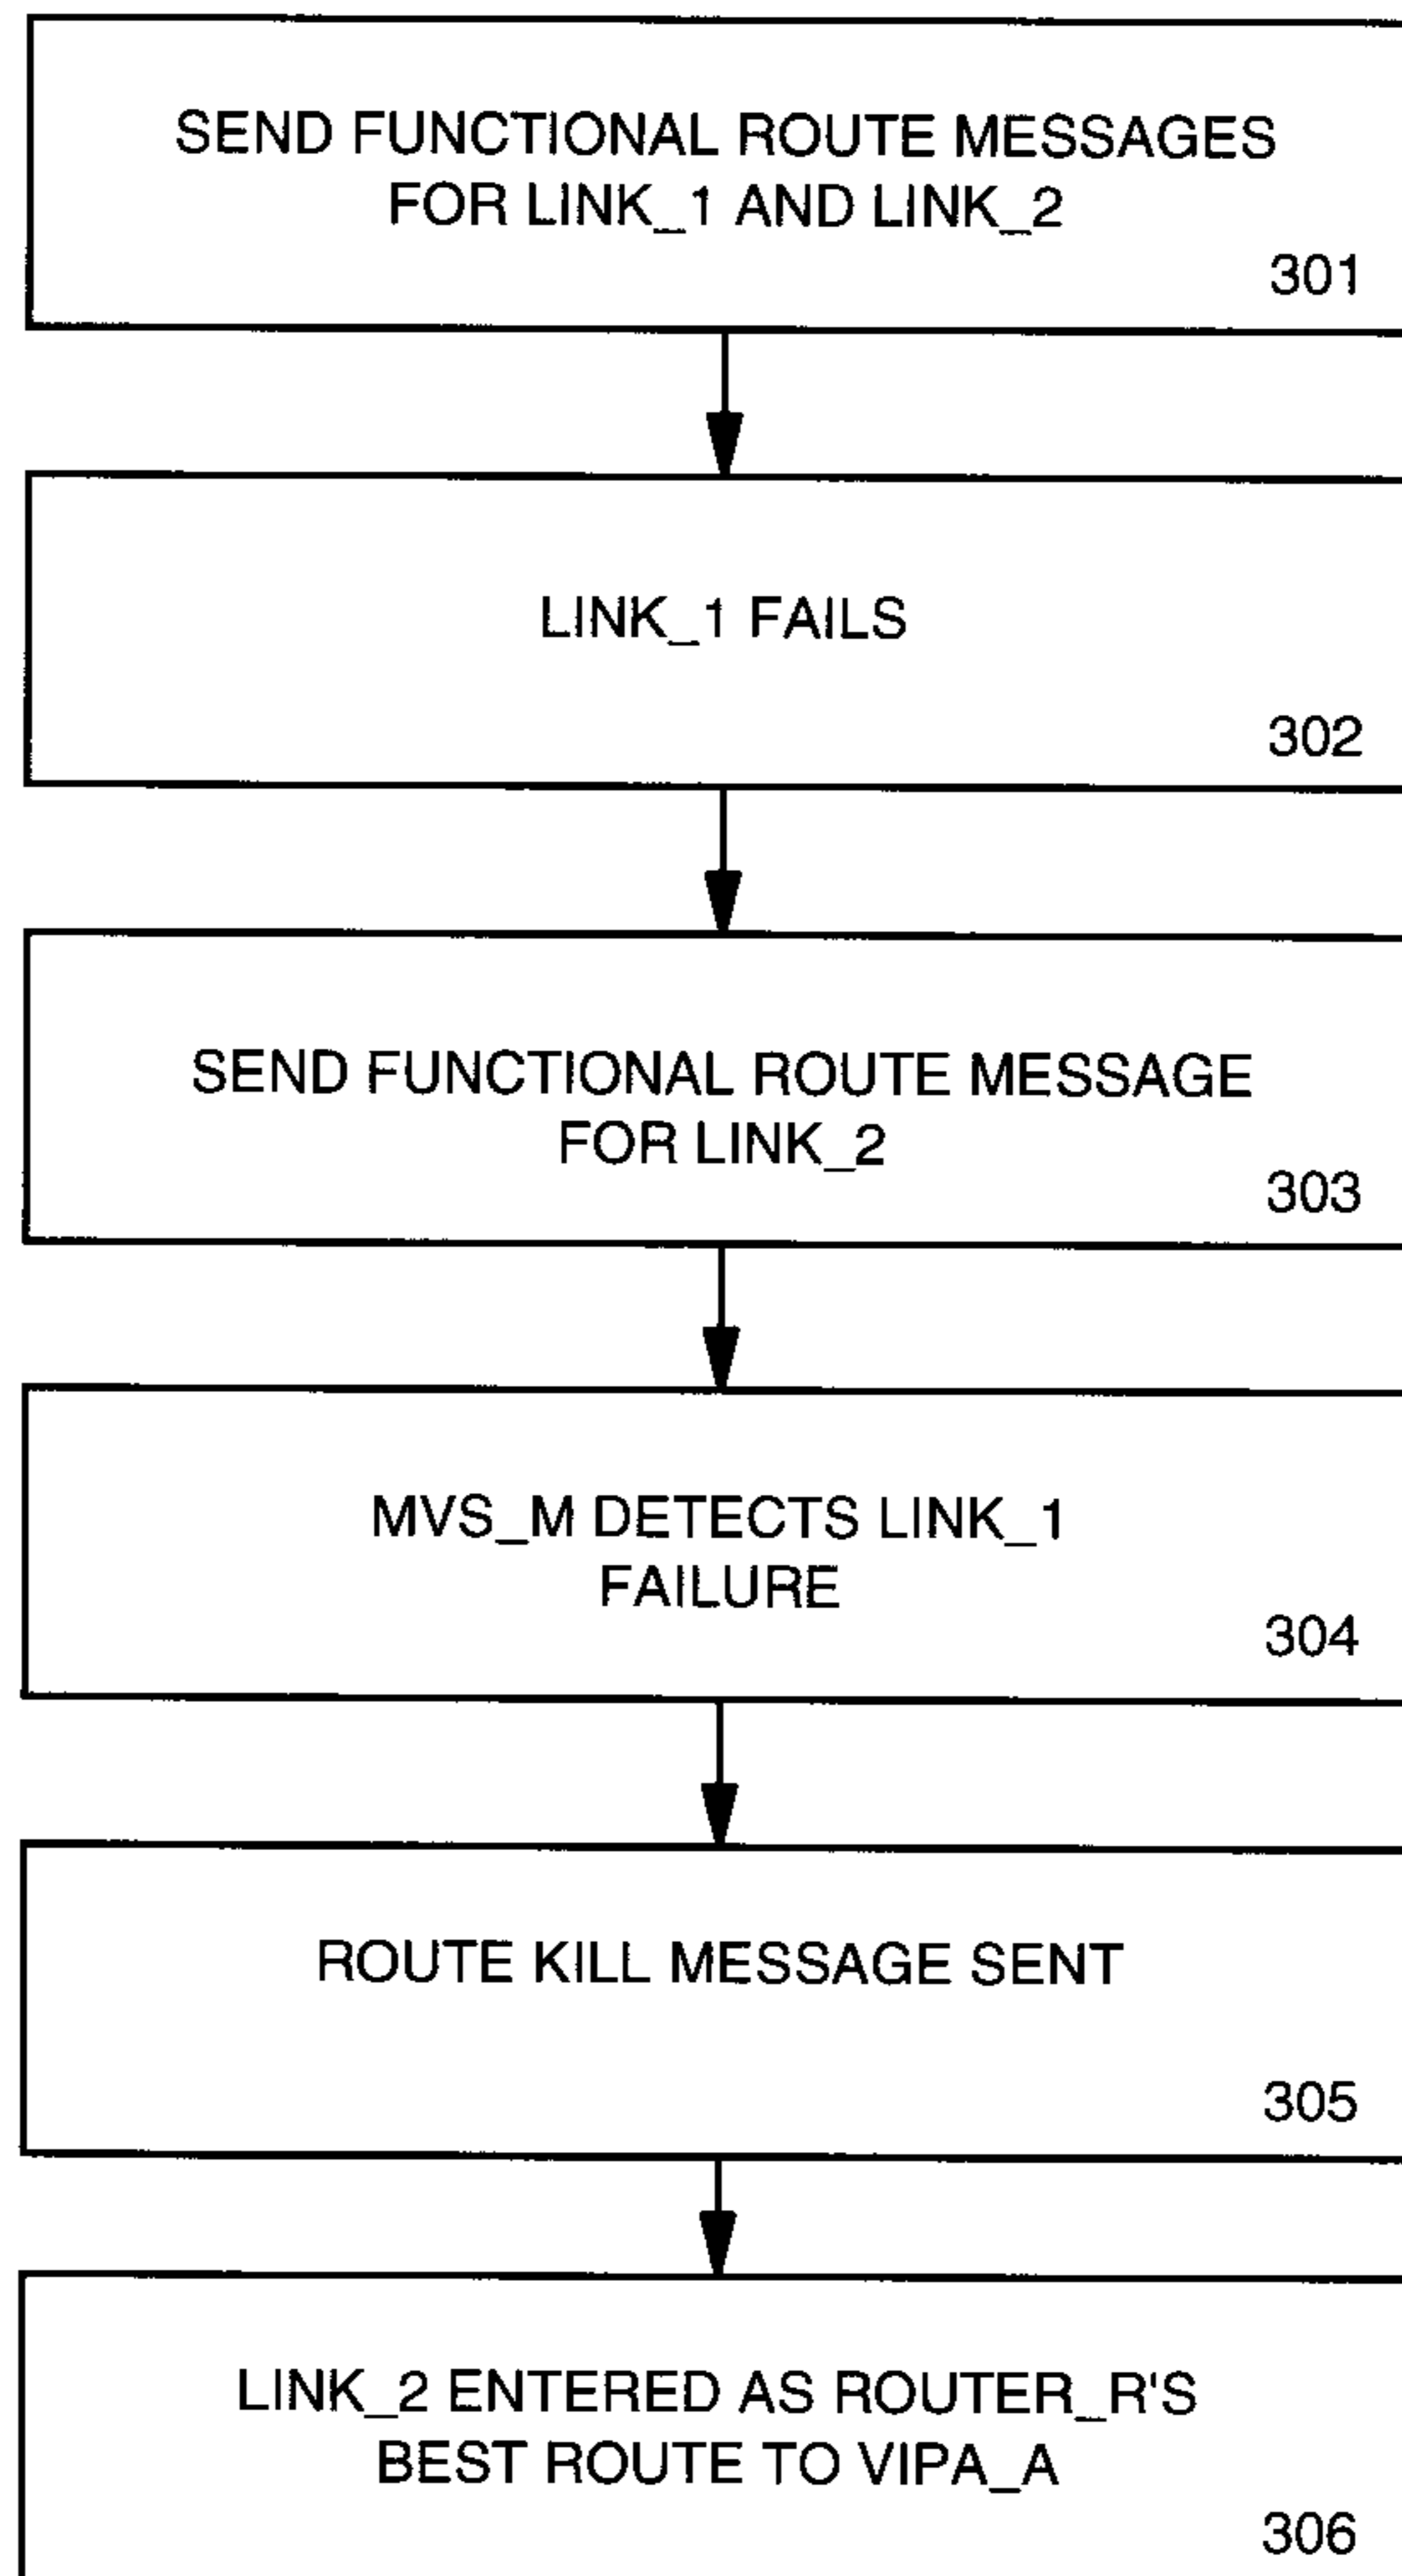 SEND FUNCTIONAL ROUTE MESSAGES
FOR LINK_1 AND LINK_2
301
LINK_1 FAILS
302
SEND FUNCTIONAL ROUTE MESSAGE
FOR LINK_2
303
MVS_M DETECTS LINK_1
FAILURE
304
ROUTE KILL MESSAGE SENT
305
LINK_2 ENTERED AS ROUTER_R'S
BEST ROUTE TO VIPA_A
306